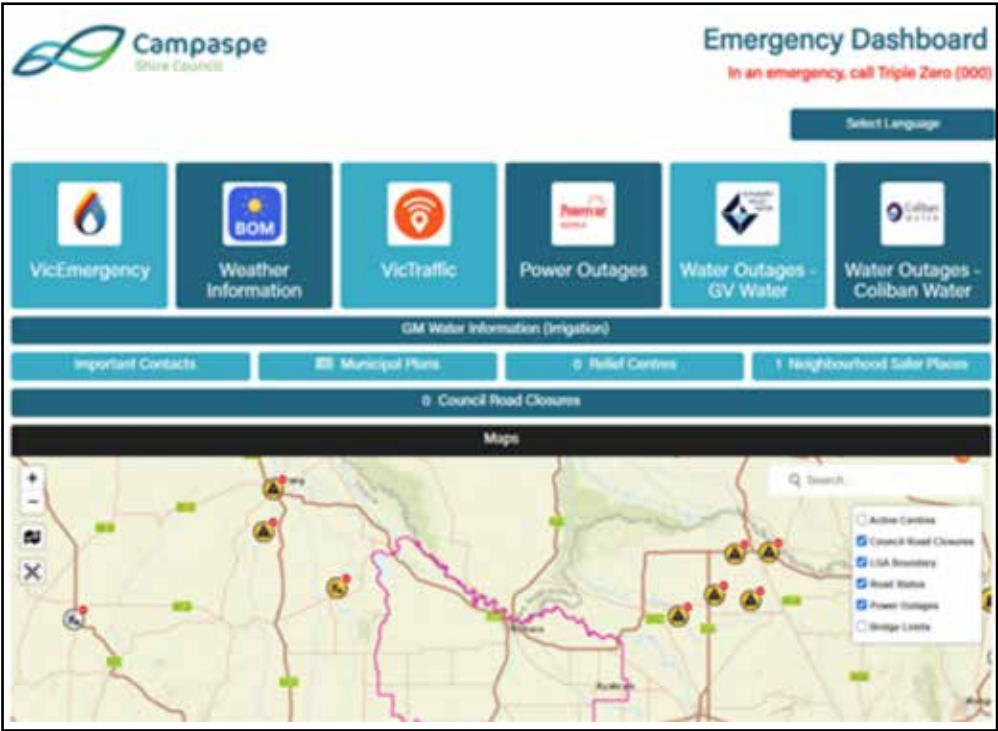 Campaspe
Shire Council
Emergency Dashboard
In an emergency, call Triple Zero (000)
Select Language
BOM
Powercor
Coliban
WATER
VicEmergency
Weather
Information
VicTraffic
Power Outages
Water Outages -
GV Water
Water Outages -
Coliban Water
GM Water Information (Irrigation)
Important Contacts
Municipal Plans
0 Relief Centres
1 Neighbourhood Safer Places
0 Council Road Closures
Maps
+
−
Search...
Active Centres
Council Road Closures
LGA Boundary
Road Status
Power Outages
Bridge Limits